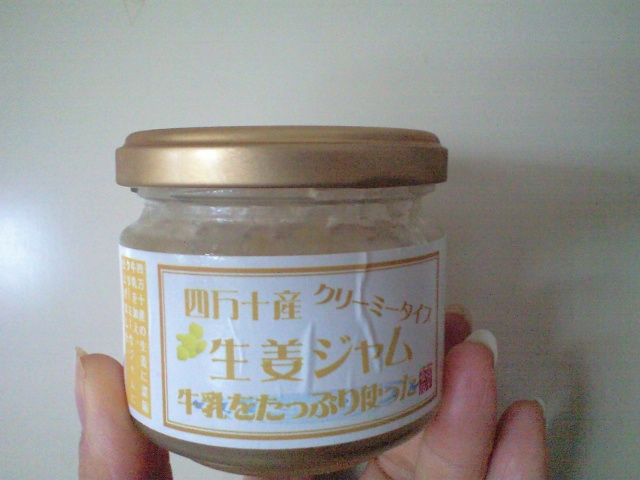 四万十産 クリーミータイプ
生姜ジャム
牛乳をたっぷり使った